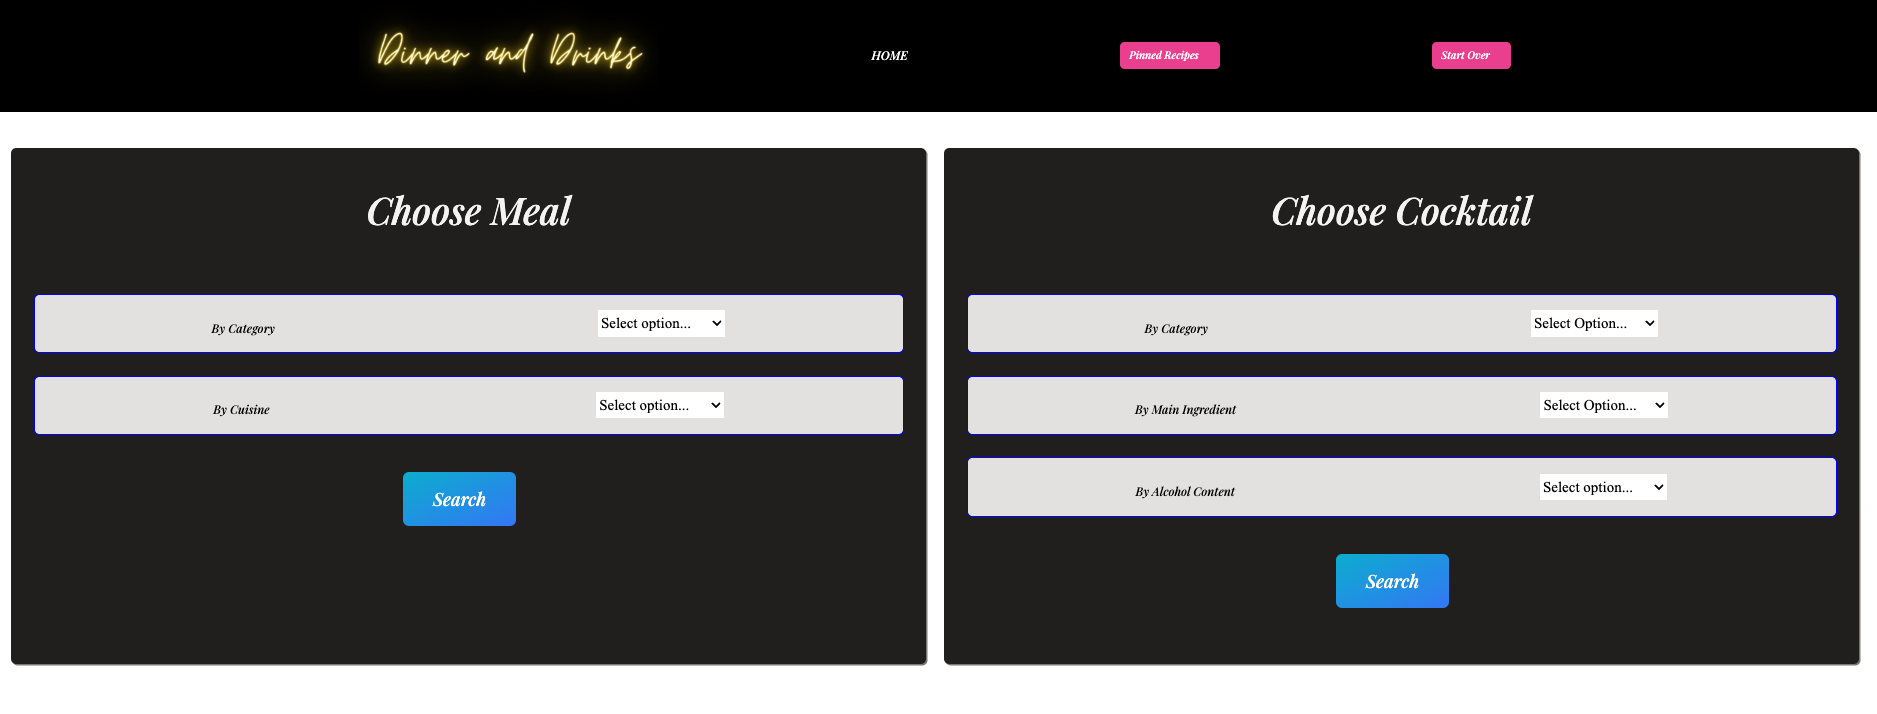 Dinner and Drinks
HOME
Pinned Recipes
Start Over
Choose Meal
By Category
Select option...
By Cuisine
Select option...
Search
Choose Cocktail
By Category
Select Option...
By Main Ingredient
Select Option...
By Alcohol Content
Select option...
Search